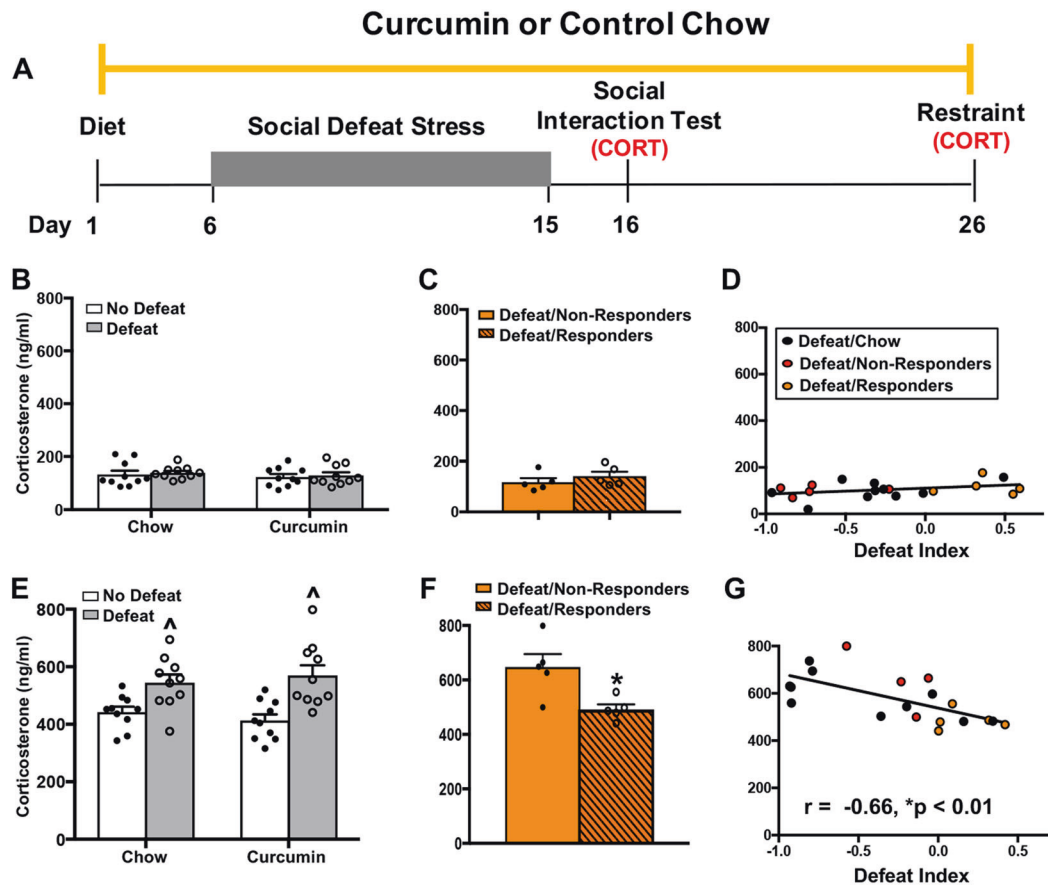 Curcumin or Control Chow
A
Diet
Social Defeat Stress
Social
Interaction Test
(CORT)
Restraint
(CORT)
Day 1 6 15 16 26
B
800
600
400
200
0
Corticosterone (ng/ml)
No Defeat
Defeat
Chow Curcumin
C
800
600
400
200
0
Defeat/Non-Responders
Defeat/Responders
D
800
600
400
200
0
Defeat/Chow
Defeat/Non-Responders
Defeat/Responders
-1.0 -0.5 0.0 0.5
Defeat Index
E
800
600
400
200
0
Corticosterone (ng/ml)
No Defeat
Defeat
^ ^
Chow Curcumin
F
Defeat/Non-Responders
Defeat/Responders
800
600
400
600
200
0
*
G
800
600
400
200
0
r = -0.66, *p < 0.01
-1.0 -0.5 0.0 0.5
Defeat Index